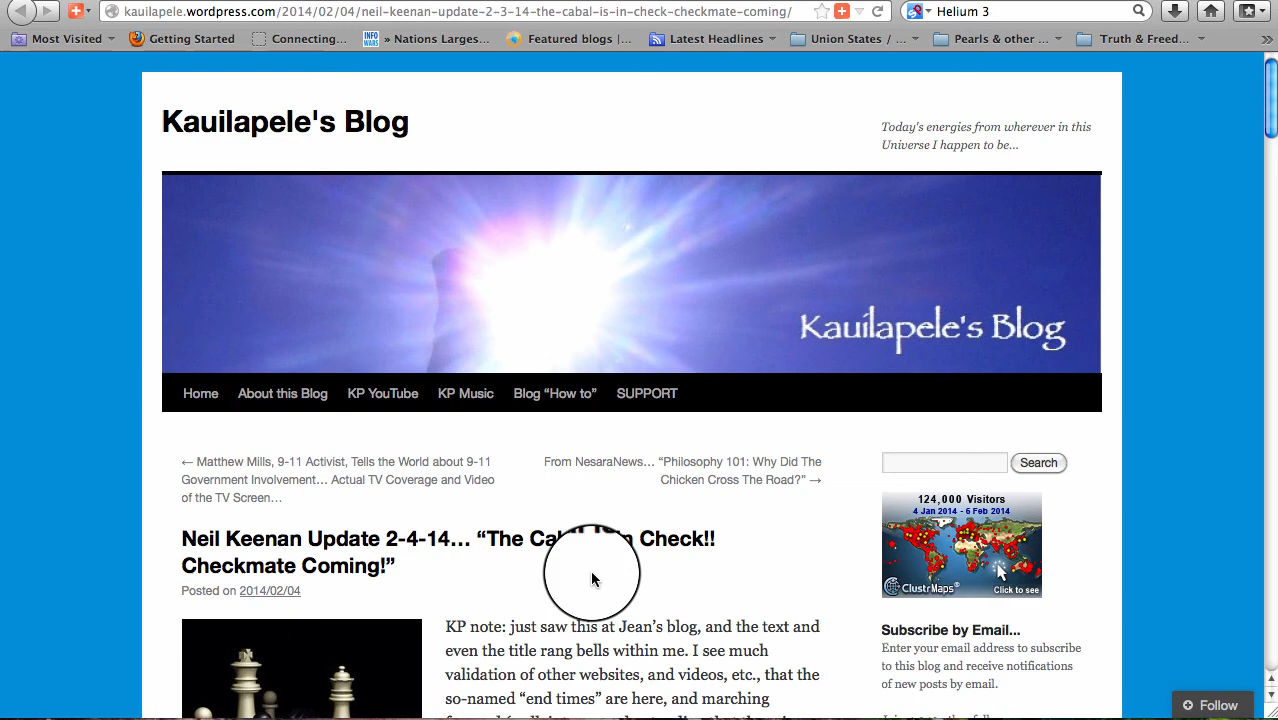 kauilapele.wordpress.com/2014/02/04/neil-keenan-update-2-3-14-the-cabal-is-in-check-checkmate-coming/
Helium 3
Most Visited
Getting Started
Connecting...
INFO WARS
» Nations Larges...
Featured blogs |...
Latest Headlines
Union States / ...
Pearls & other ...
Truth & Freed...
Kauilapele's Blog
Today's energies from wherever in this
Universe I happen to be…
Kauilapele's Blog
Home
About this Blog
KP YouTube
KP Music
Blog “How to”
SUPPORT
← Matthew Mills, 9-11 Activist, Tells the World about 9-11
Government Involvement… Actual TV Coverage and Video
of the TV Screen…
From NesaraNews… “Philosophy 101: Why Did The
Chicken Cross The Road?” →
Search
124,000 Visitors
4 Jan 2014 - 6 Feb 2014
ClustrMaps®
Click to see
Neil Keenan Update 2-4-14… “The Check!!
Checkmate Coming!”
Posted on 2014/02/04
KP note: just saw this at Jean’s blog, and the text and
even the title rang bells within me. I see much
validation of other websites, and videos, etc., that the
so-named “end times” are here, and marching
Subscribe by Email…
Enter your email address to subscribe
to this blog and receive notifications
of new posts by email.
Follow